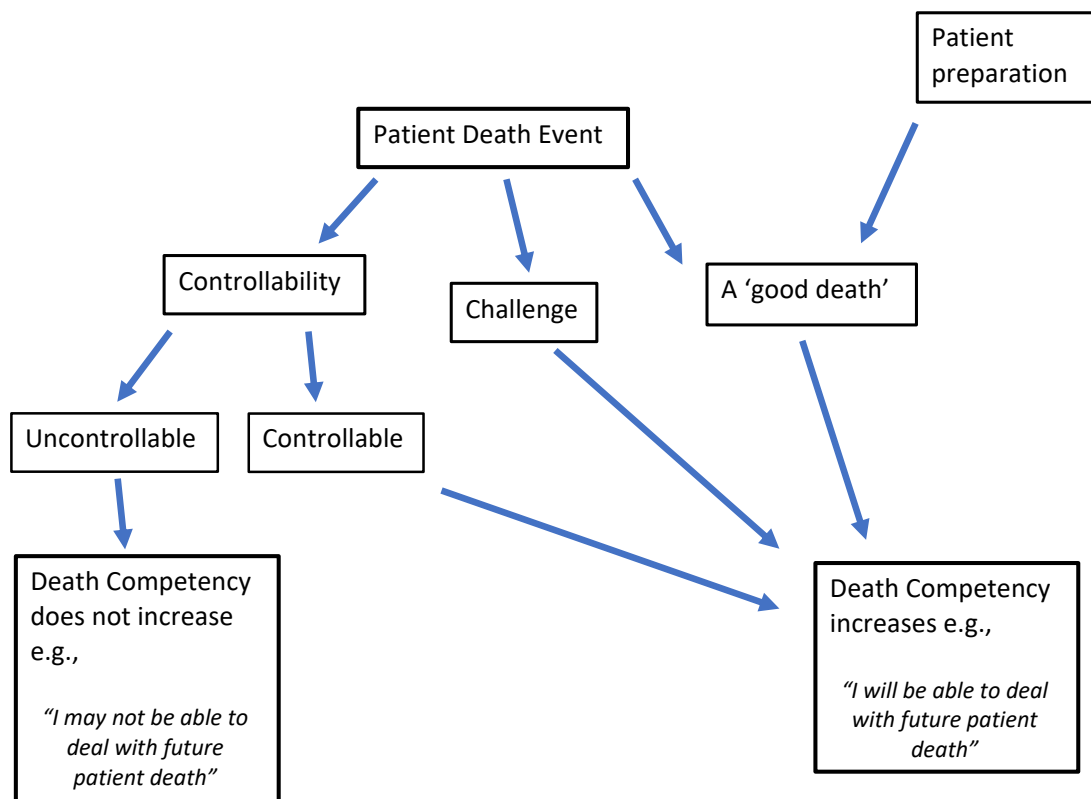 Patient
preparation
Patient Death Event
Controllability
Challenge
A ‘good death’
Uncontrollable
Controllable
Death Competency
does not increase
e.g.,
“I may not be able to
deal with future
patient death”
Death Competency
increases e.g.,
“I will be able to deal
with future patient
death”